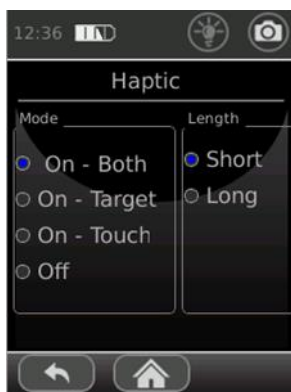 12:36
Haptic
Mode
On - Both
On - Target
On - Touch
Off
Length
Short
Long